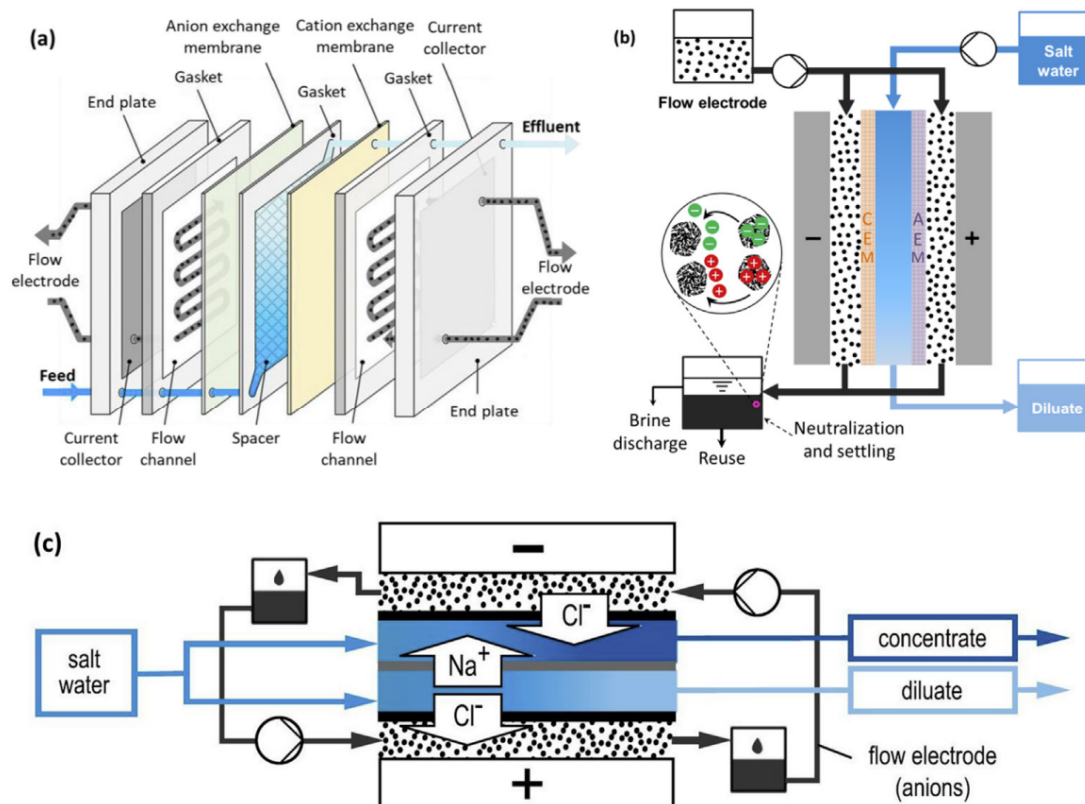 (a)
Anion exchange
membrane
Cation exchange
membrane
Current
collector
Gasket
Gasket
Gasket
End plate
Effluent
Flow
electrode
Flow
electrode
Feed
End plate
Current
collector
Flow
channel
Spacer
Flow
channel
(b)
Flow electrode
Salt
water
CEM
AEM
−
+
Brine
discharge
Reuse
Neutralization
and settling
Diluate
(c)
−
salt
water
Cl⁻
Na⁺
Cl⁻
+
concentrate
diluate
flow electrode
(anions)